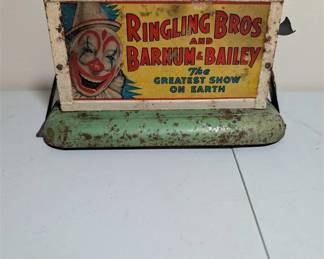 RINGLING BROS
AND
BARNUM & BAILEY
The
GREATEST SHOW
ON EARTH